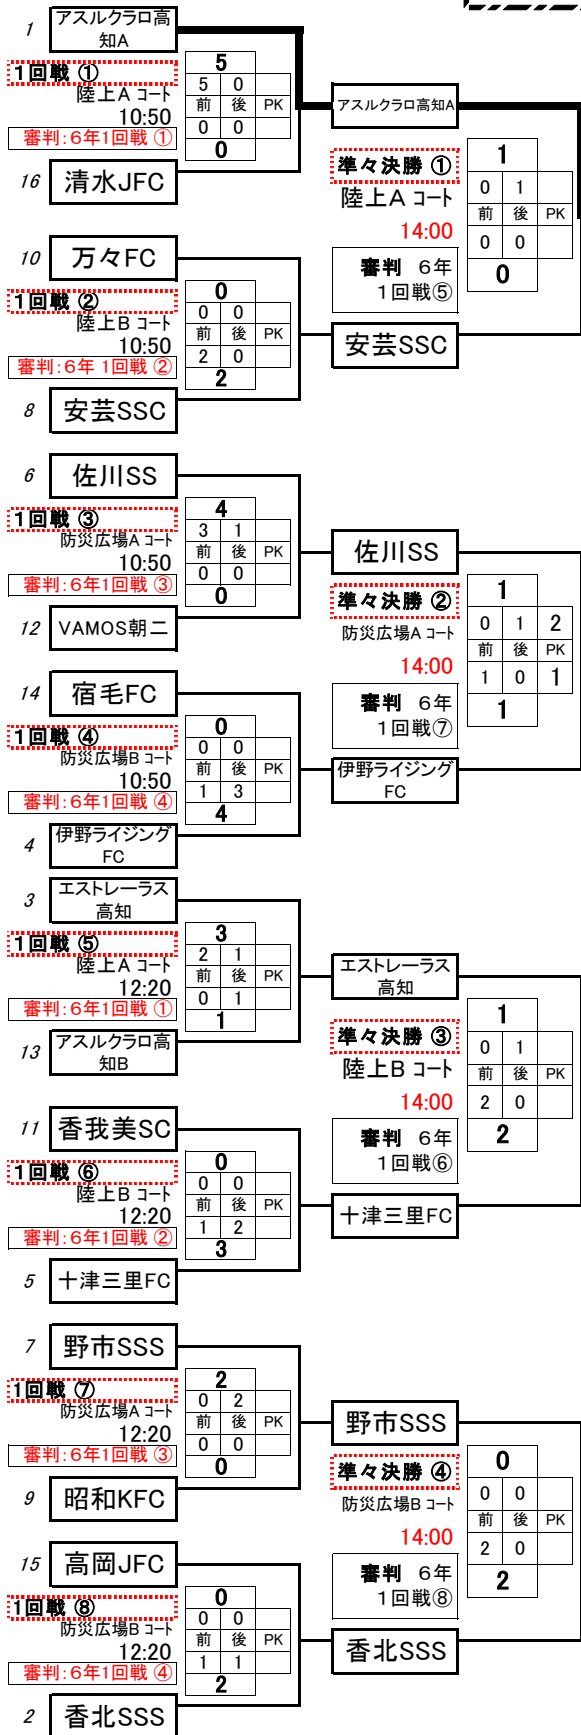 1
アスルクラロ高
知A
1回戦 ①
陸上A コート
10:50
審判:6年1回戦 ①
5
5 0
前 後 PK
0 0
0
16
清水JFC
アスルクラロ高知A
準々決勝 ①
陸上A コート
14:00
審判 6年
1回戦⑤
1
0 1
前 後 PK
0 0
0
安芸SSC
10
万々FC
1回戦 ②
陸上B コート
10:50
審判:6年 1回戦 ②
0
0 0
前 後 PK
2 0
2
8
安芸SSC
6
佐川SS
1回戦 ③
防災広場A コート
10:50
審判:6年1回戦 ③
4
3 1
前 後 PK
0 0
0
12
VAMOS朝二
佐川SS
準々決勝 ②
防災広場A コート
14:00
審判 6年
1回戦⑦
1
0 1 2
前 後 PK
1 0 1
1
伊野ライジング
FC
14
宿毛FC
1回戦 ④
防災広場B コート
10:50
審判:6年1回戦 ④
0
0 0
前 後 PK
1 3
4
4
伊野ライジング
FC
3
エストレーラス
高知
1回戦 ⑤
陸上A コート
12:20
審判:6年1回戦 ①
3
2 1
前 後 PK
0 1
1
13
アスルクラロ高
知B
エストレーラス
高知
準々決勝 ③
陸上B コート
14:00
審判 6年
1回戦⑥
1
0 1
前 後 PK
2 0
2
十津三里FC
11
香我美SC
1回戦 ⑥
陸上B コート
12:20
審判:6年1回戦 ②
0
0 0
前 後 PK
1 2
3
5
十津三里FC
7
野市SSS
1回戦 ⑦
防災広場A コート
12:20
審判:6年1回戦 ③
2
0 2
前 後 PK
0 0
0
9
昭和KFC
野市SSS
準々決勝 ④
防災広場B コート
14:00
審判 6年
1回戦⑧
0
0 0
前 後 PK
2 0
2
香北SSS
15
高岡JFC
1回戦 ⑧
防災広場B コート
12:20
審判:6年1回戦 ④
0
0 0
前 後 PK
1 1
2
2
香北SSS